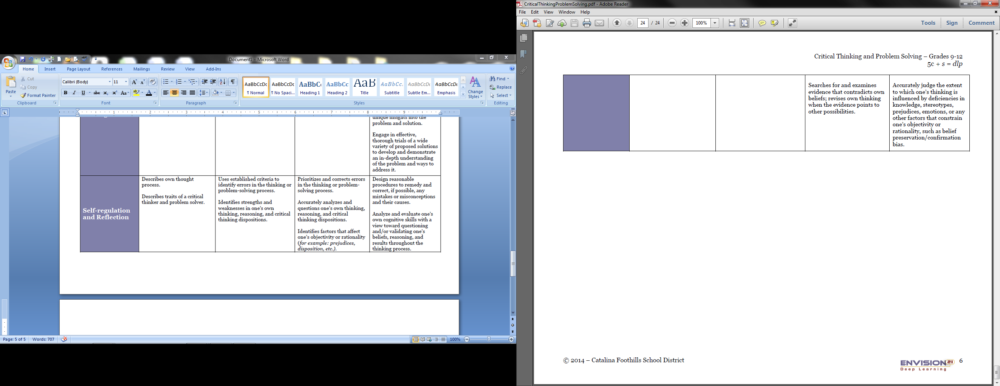 Document1 - Microsoft Word
Home
Insert
Page Layout
References
Mailings
Review
View
Add-Ins
Paste
Cut
Copy
Format Painter
Clipboard
Calibri (Body)
11
Font
Paragraph
AaBbCcDc
¶ Normal
AaBbCcDc
¶ No Spaci...
AaBbC
Heading 1
AaBbCc
Heading 2
AaB
Title
AaBbCc.
Subtitle
AaBbCcDc
Subtle Em...
AaBbCcDc
Emphasis
Change
Styles
Styles
Find
Replace
Select
Editing
1 2 3 4 5 6 7 8 9
unique insights into the
problem and solution.
Engage in effective,
thorough trials of a wide
variety of proposed solutions
to develop and demonstrate
an in-depth understanding
of the problem and ways to
address it.
Self-regulation
and Reflection
Describes own thought
process.
Describes traits of a critical
thinker and problem solver.
Uses established criteria to
identify errors in the thinking or
problem-solving process.
Identifies strengths and
weaknesses in one's own
thinking, reasoning, and critical
thinking dispositions.
Prioritizes and corrects errors
in the thinking or problem-
solving process.
Accurately analyzes and
questions one's own thinking,
reasoning, and critical
thinking dispositions.
Identifies factors that affect
one's objectivity or rationality
(for example: prejudices,
disposition, etc.).
Design reasonable
procedures to remedy and
correct, if possible, any
mistakes or misconceptions
and their causes.
Analyze and evaluate one's
own cognitive skills with a
view toward questioning
and/or validating one's
beliefs, reasoning, and
results throughout the
thinking process.
Page: 5 of 5
Words: 707
100%
CriticalThinkingProblemSolving.pdf - Adobe Reader
File Edit View Window Help
24 / 24
100%
Tools
Sign
Comment
Critical Thinking and Problem Solving – Grades 9-12
5c + s = dlp
Searches for and examines
evidence that contradicts own
beliefs; revises own thinking
when the evidence points to
other possibilities.
Accurately judge the extent
to which one's thinking is
influenced by deficiencies in
knowledge, stereotypes,
prejudices, emotions, or any
other factors that constrain
one's objectivity or
rationality, such as belief
preservation/confirmation
bias.
© 2014 – Catalina Foothills School District
ENVISION 21
Deep Learning
6